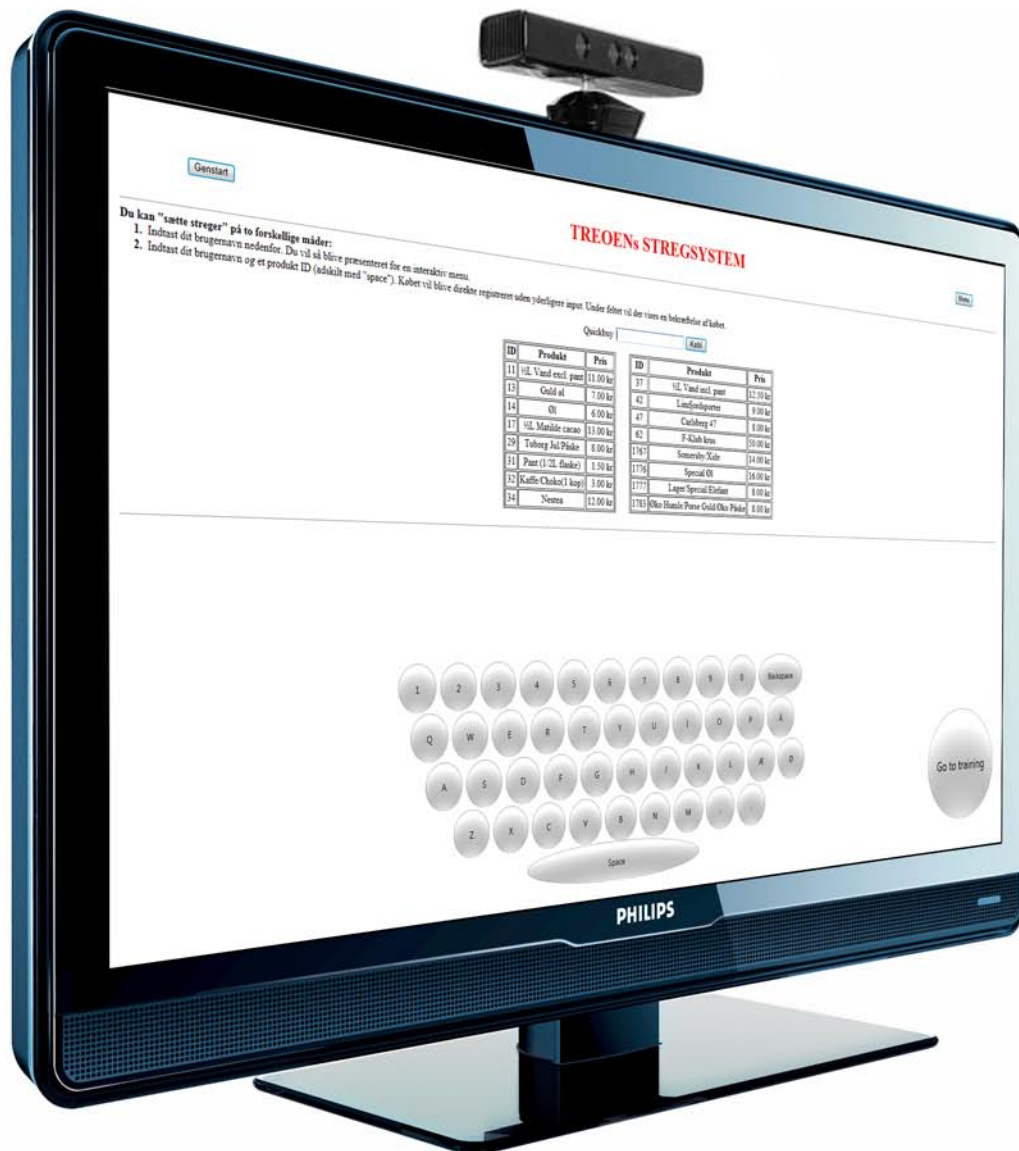 Genstart
TREOENs STREGSYSTEM
Menu
Du kan "sætte streger" på to forskellige måder:
1. Indtast dit brugernavn nedenfor. Du vil så blive præsenteret for en interaktiv menu.
2. Indtast dit brugernavn og et produkt ID (adskilt med "space"). Købet vil blive direkte registreret uden yderligere input. Under feltet vil der vises en bekræftelse af købet.
Quickbuy Køb!
ID Produkt Pris
11 ½L Vand excl. pant 11.00 kr
13 Guld øl 7.00 kr
14 Øl 6.00 kr
17 ½L Matilde cacao 13.00 kr
29 Tuborg Jul/Påske 8.00 kr
31 Pant (1/2L flaske) 1.50 kr
32 Kaffe/Choko(1 kop) 3.00 kr
34 Nestea 12.00 kr
ID Produkt Pris
37 ½L Vand incl. pant 12.50 kr
42 Limfjordsporter 9.00 kr
47 Carlsberg 47 8.00 kr
62 F-Klub krus 50.00 kr
1767 Somersby/Xide 14.00 kr
1776 Special Øl 16.00 kr
1777 Lager/Special/Elefant 8.00 kr
1783 Øko Humle/Porse Guld/Øko Påske 8.00 kr
1 2 3 4 5 6 7 8 9 0 Backspace
Q W E R T Y U I O P Å
A S D F G H J K L Æ Ø
Z X C V B N M
Space
Go to training
PHILIPS